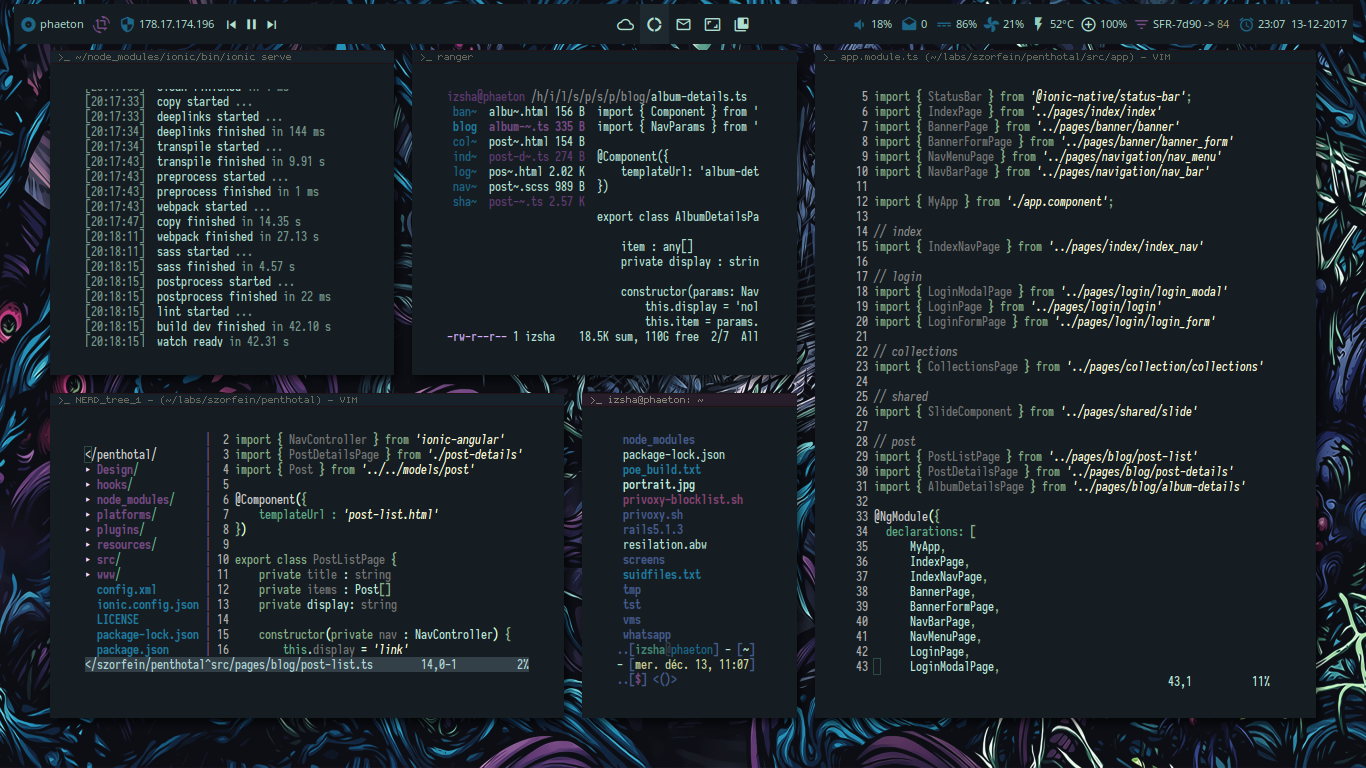 phaeton 178.17.174.196 18% 0 86% 21% 52°C 100% SFR-7d90 -> 84 23:07 13-12-2017
>_ ~/node_modules/ionic/bin/ionic serve
[20:17:33] copy started ...
[20:17:33] deeplinks started ...
[20:17:34] deeplinks finished in 144 ms
[20:17:34] transpile started ...
[20:17:43] transpile finished in 9.91 s
[20:17:43] preprocess started ...
[20:17:43] preprocess finished in 1 ms
[20:17:43] webpack started ...
[20:17:47] copy finished in 14.35 s
[20:18:11] webpack finished in 27.13 s
[20:18:11] sass started ...
[20:18:15] sass finished in 4.57 s
[20:18:15] postprocess started ...
[20:18:15] postprocess finished in 22 ms
[20:18:15] lint started ...
[20:18:15] build dev finished in 42.10 s
[20:18:15] watch ready in 42.31 s
>_ ranger
izsha@phaeton /h/i/l/s/p/s/p/blog/album-details.ts
ban~ albu~.html 156 B import { Component } from '
blog album-~.ts 335 B import { NavParams } from '
col~ post~.html 154 B
ind~ post-d~.ts 274 B @Component({
log~ pos~.html 2.02 K templateUrl: 'album-det
nav~ post~.scss 989 B })
sha~ post-~.ts 2.57 K
export class AlbumDetailsPa
item : any[]
private display : strin
constructor(params: Nav
this.display = 'nol
this.item = params.
-rw-r--r-- 1 izsha 18.5K sum, 110G free 2/7 All
>_ NERD_tree_1 - (~/labs/szorfein/penthotal) - VIM
</penthotal/
▸ Design/
▸ hooks/
▸ node_modules/
▸ platforms/
▸ plugins/
▸ resources/
▸ src/
▸ www/
config.xml
ionic.config.json
LICENSE
package-lock.json
package.json
2 import { NavController } from 'ionic-angular'
3 import { PostDetailsPage } from './post-details'
4 import { Post } from '../../models/post'
5
6 @Component({
7 templateUrl : 'post-list.html'
8 })
9
10 export class PostListPage {
11 private title : string
12 private items : Post[]
13 private display: string
14
15 constructor(private nav : NavController) {
16 this.display = 'link'
</szorfein/penthotal^src/pages/blog/post-list.ts 14,0-1 2%
>_ izsha@phaeton: ~
node_modules
package-lock.json
poe_build.txt
portrait.jpg
privoxy-blocklist.sh
privoxy.sh
rails5.1.3
resilation.abw
screens
suidfiles.txt
tmp
tst
vms
whatsapp
..[izsha@phaeton] - [~]
- [mer. déc. 13, 11:07]
..[$] <()>
>_ app.module.ts (~/labs/szorfein/penthotal/src/app) - VIM
5 import { StatusBar } from '@ionic-native/status-bar';
6 import { IndexPage } from '../pages/index/index'
7 import { BannerPage } from '../pages/banner/banner'
8 import { BannerFormPage } from '../pages/banner/banner_form'
9 import { NavMenuPage } from '../pages/navigation/nav_menu'
10 import { NavBarPage } from '../pages/navigation/nav_bar'
11
12 import { MyApp } from './app.component';
13
14 // index
15 import { IndexNavPage } from '../pages/index/index_nav'
16
17 // login
18 import { LoginModalPage } from '../pages/login/login_modal'
19 import { LoginPage } from '../pages/login/login'
20 import { LoginFormPage } from '../pages/login/login_form'
21
22 // collections
23 import { CollectionsPage } from '../pages/collection/collections'
24
25 // shared
26 import { SlideComponent } from '../pages/shared/slide'
27
28 // post
29 import { PostListPage } from '../pages/blog/post-list'
30 import { PostDetailsPage } from '../pages/blog/post-details'
31 import { AlbumDetailsPage } from '../pages/blog/album-details'
32
33 @NgModule({
34 declarations: [
35 MyApp,
36 IndexPage,
37 IndexNavPage,
38 BannerPage,
39 BannerFormPage,
40 NavBarPage,
41 NavMenuPage,
42 LoginPage,
43 LoginModalPage,
43,1 11%